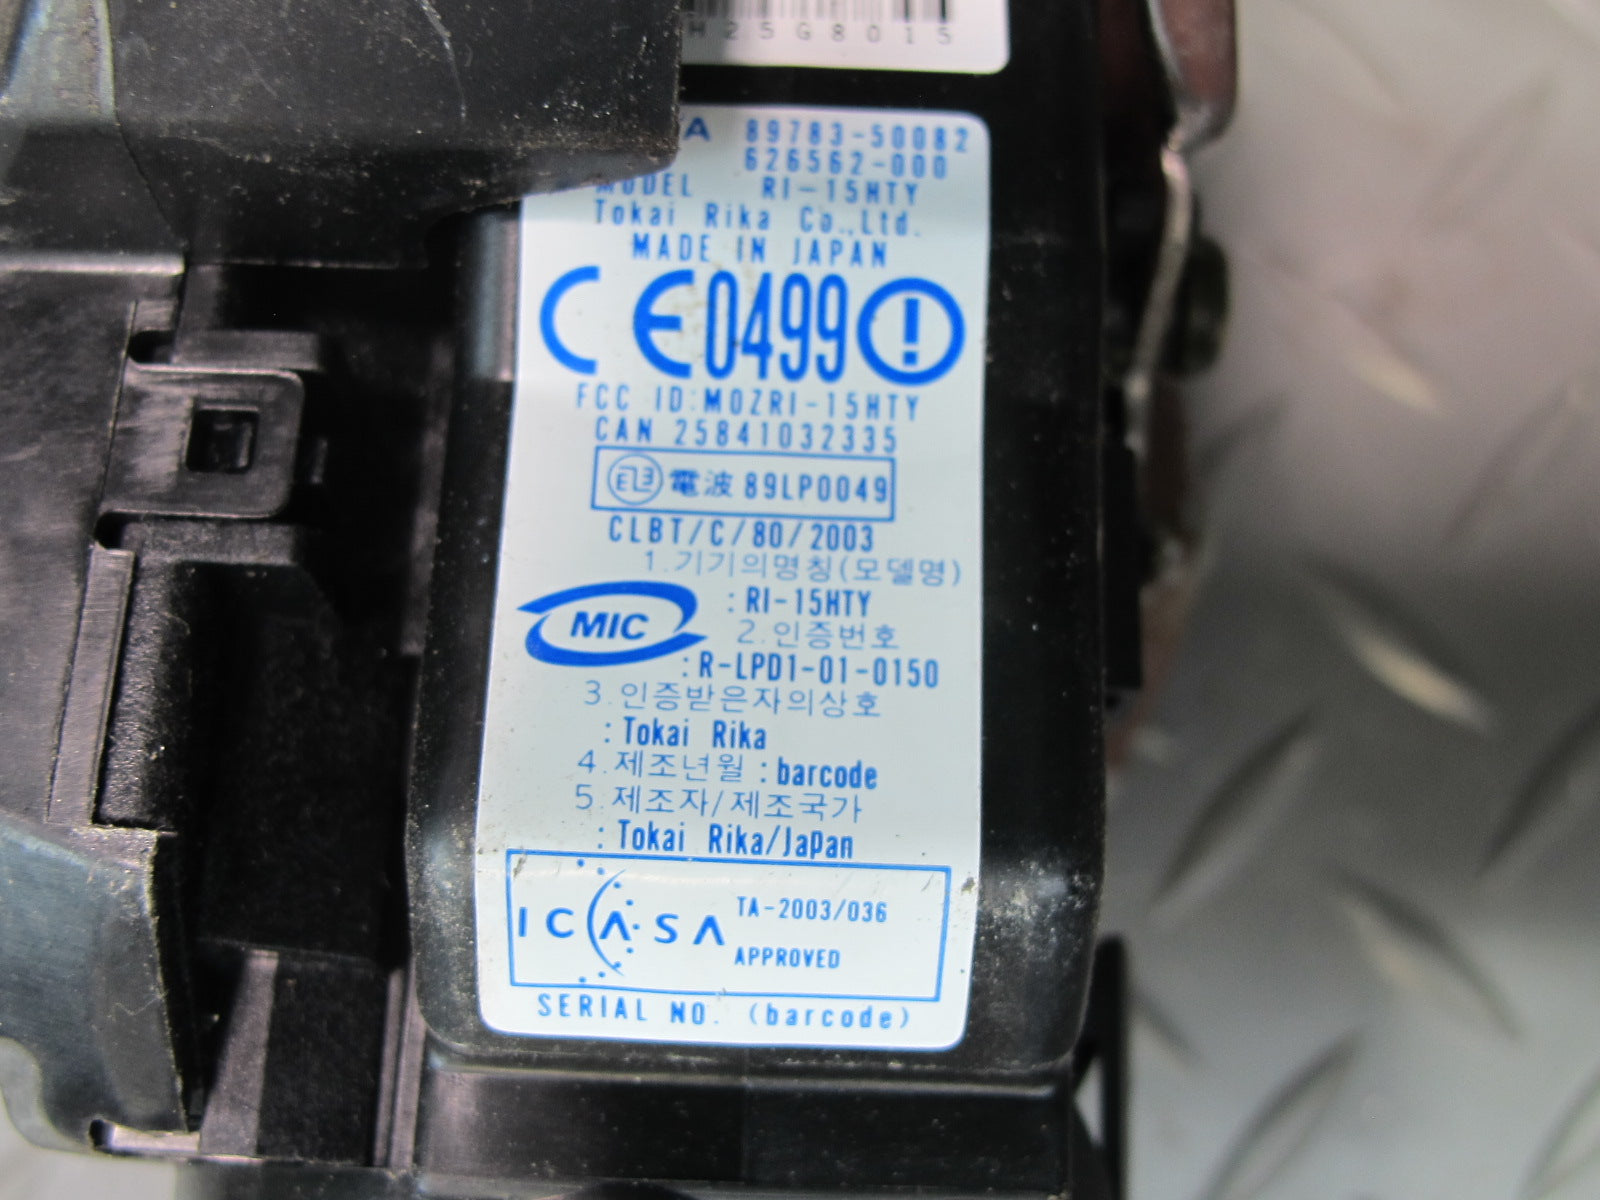 H25G8015
89783-50082
626562-000
MODEL RI-15HTY
Tokai Rika Co.,Ltd.
MADE IN JAPAN
CE0499
FCC ID:MOZRI-15HTY
CAN 25841032335
電波 89LP0049
CLBT/C/80/2003
1.기기의명칭(모델명)
MIC :RI-15HTY
2.인증번호
:R-LPD1-01-0150
3.인증받은자의상호
:Tokai Rika
4.제조년월:barcode
5.제조자/제조국가
:Tokai Rika/JaPan
ICASA TA-2003/036
APPROVED
SERIAL NO. (barcode)